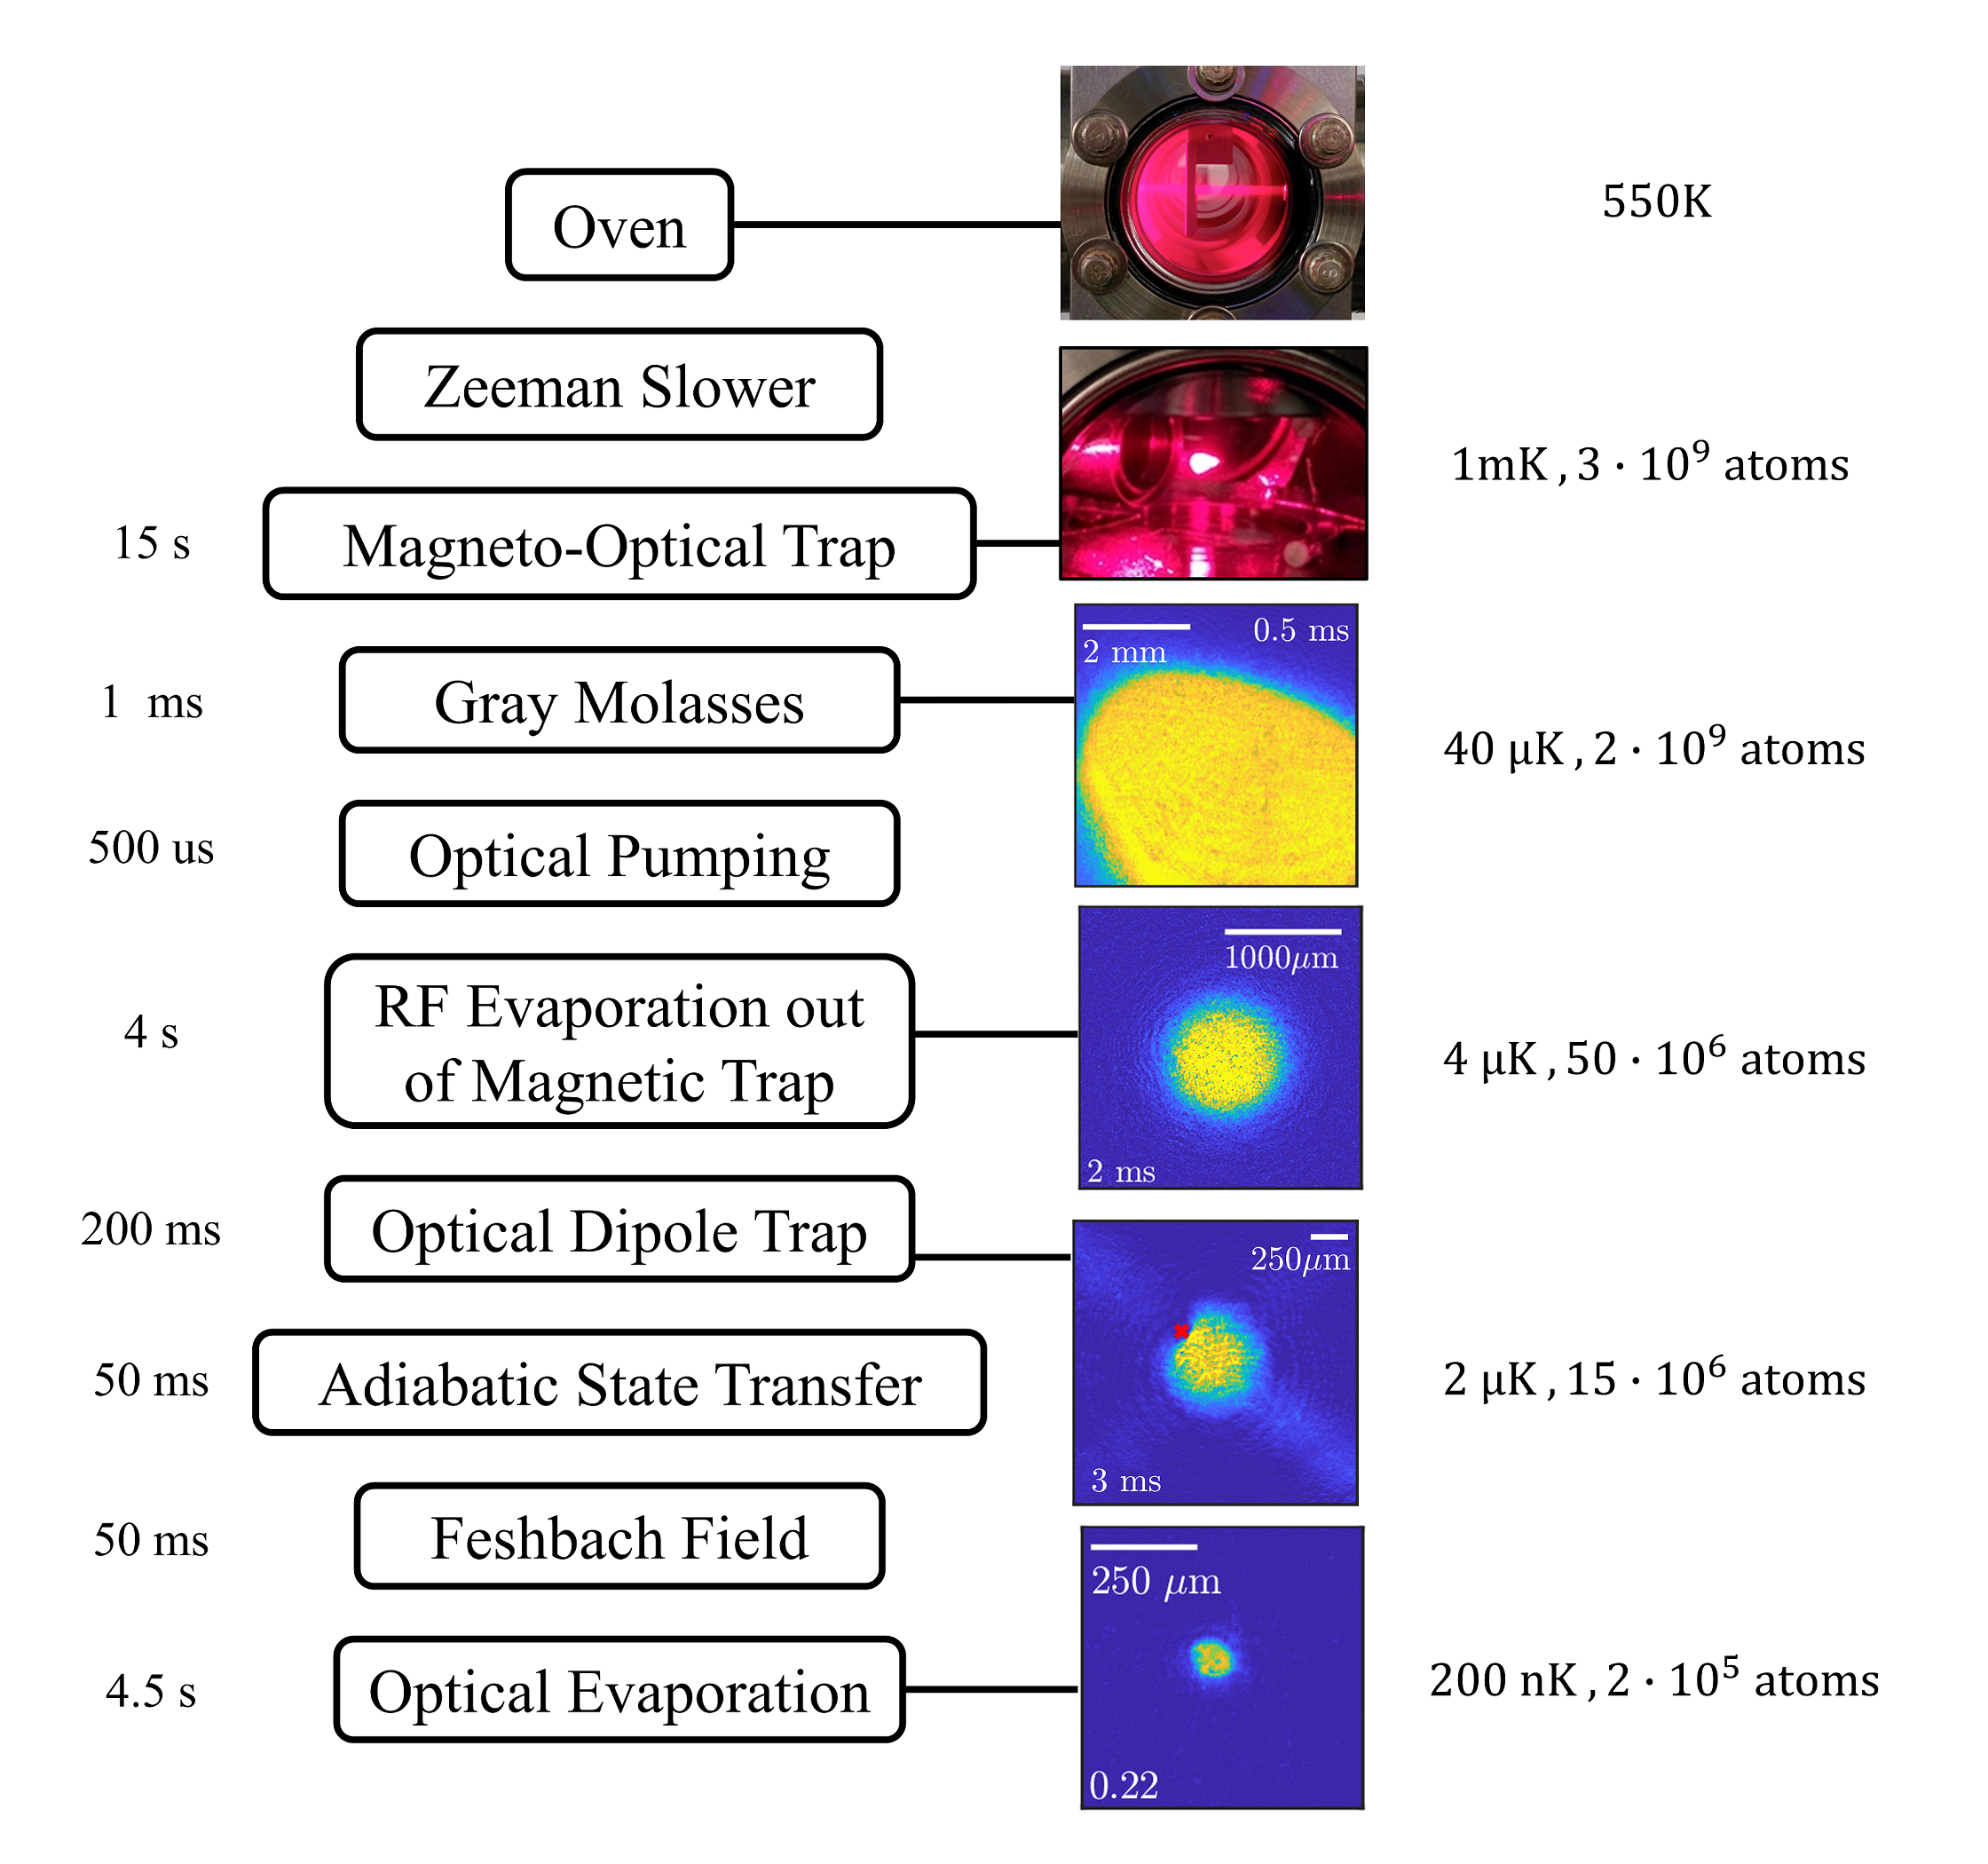 Oven
550K
Zeeman Slower
1mK , 3 · 10⁹ atoms
15 s
Magneto-Optical Trap
2 mm
0.5 ms
1 ms
Gray Molasses
40 μK , 2 · 10⁹ atoms
500 us
Optical Pumping
1000μm
4 s
RF Evaporation out
of Magnetic Trap
4 μK , 50 · 10⁶ atoms
2 ms
200 ms
Optical Dipole Trap
250μm
50 ms
Adiabatic State Transfer
2 μK , 15 · 10⁶ atoms
3 ms
50 ms
Feshbach Field
250 μm
4.5 s
Optical Evaporation
200 nK , 2 · 10⁵ atoms
0.22